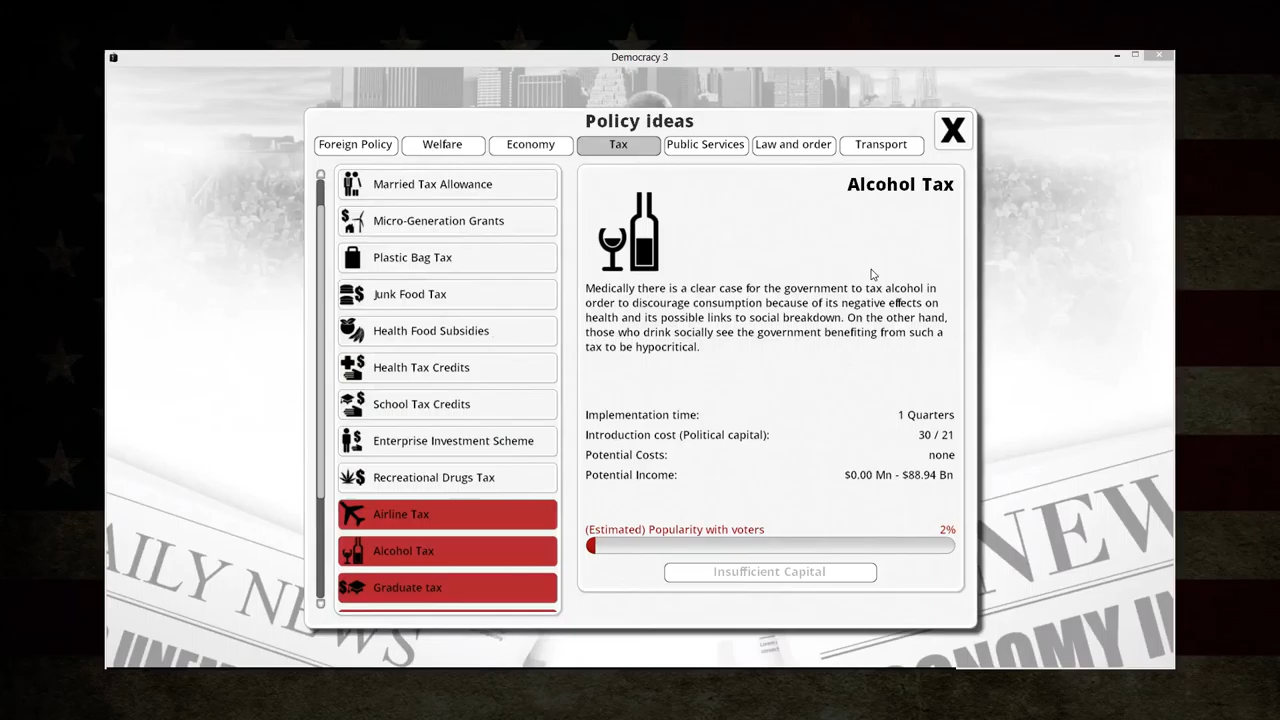 Democracy 3
Policy ideas
X
Foreign Policy
Welfare
Economy
Tax
Public Services
Law and order
Transport
Married Tax Allowance
Micro-Generation Grants
Plastic Bag Tax
Junk Food Tax
Health Food Subsidies
Health Tax Credits
School Tax Credits
Enterprise Investment Scheme
Recreational Drugs Tax
Airline Tax
Alcohol Tax
Graduate tax
Alcohol Tax
Medically there is a clear case for the government to tax alcohol in
order to discourage consumption because of its negative effects on
health and its possible links to social breakdown. On the other hand,
those who drink socially see the government benefiting from such a
tax to be hypocritical.
Implementation time: 1 Quarters
Introduction cost (Political capital): 30 / 21
Potential Costs: none
Potential Income: $0.00 Mn - $88.94 Bn
(Estimated) Popularity with voters 2%
Insufficient Capital
AILY NEWS
NEW